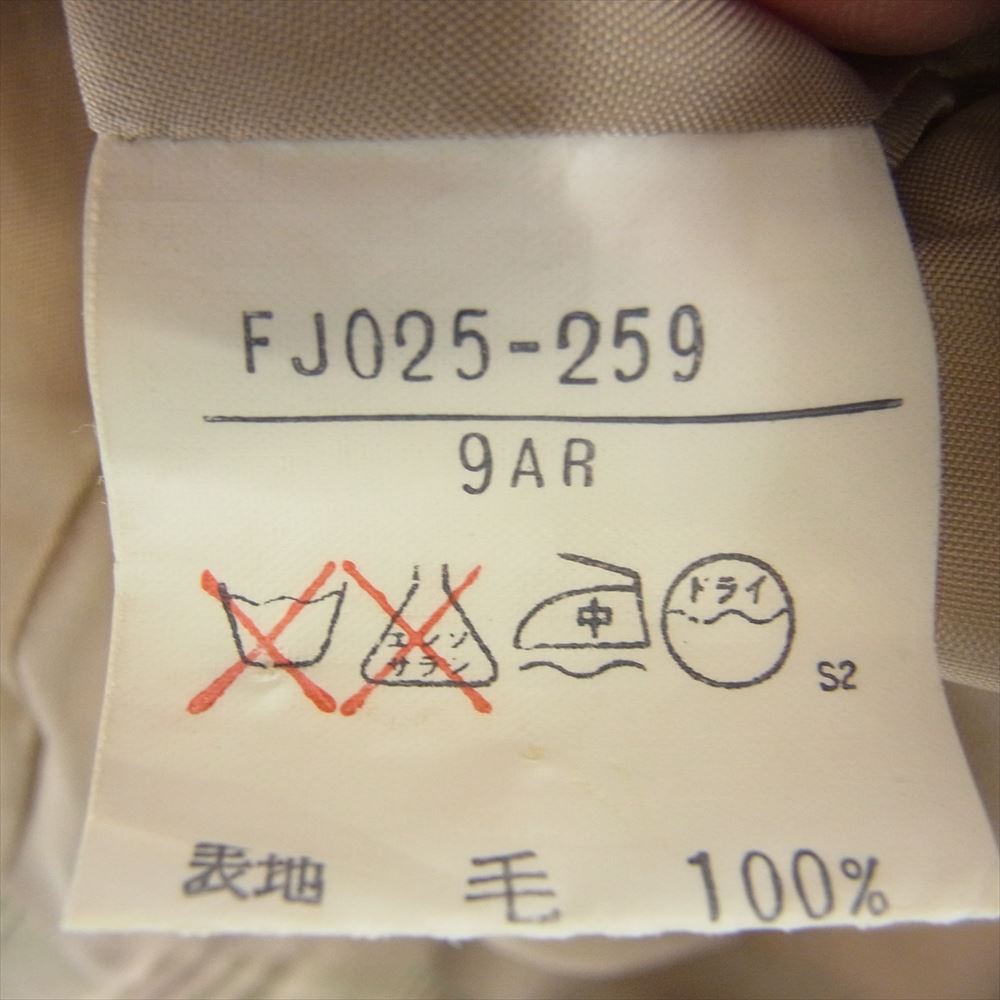 FJ025-259
9AR
エンソ
サラシ
中
ドライ
S2
表地 毛 100%